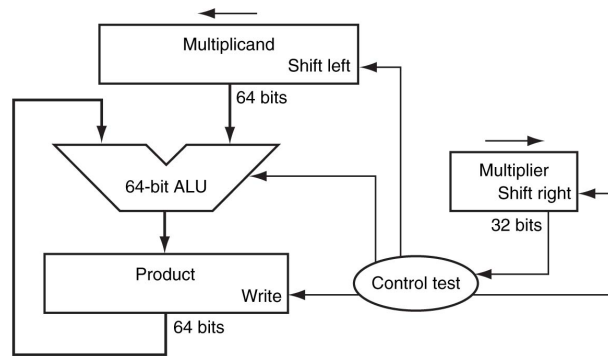 Multiplicand
Shift left
64 bits
64-bit ALU
Multiplier
Shift right
32 bits
Product
Write
Control test
64 bits